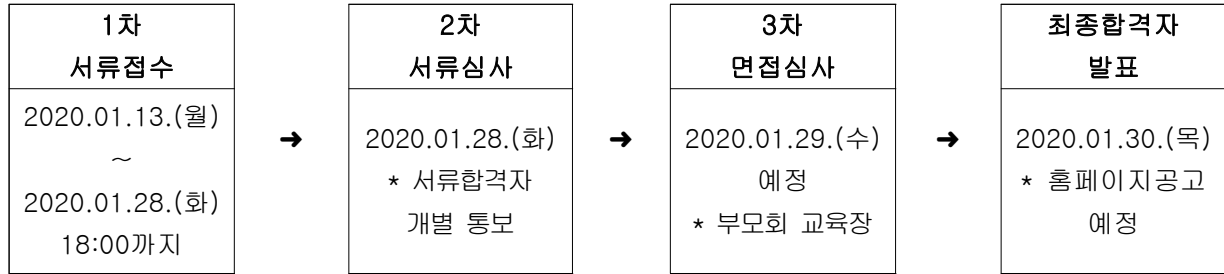 1차
서류접수
2020.01.13.(월)
~
2020.01.28.(화)
18:00까지
➜
2차
서류심사
2020.01.28.(화)
* 서류합격자
개별 통보
➜
3차
면접심사
2020.01.29.(수)
예정
* 부모회 교육장
➜
최종합격자
발표
2020.01.30.(목)
* 홈페이지공고
예정